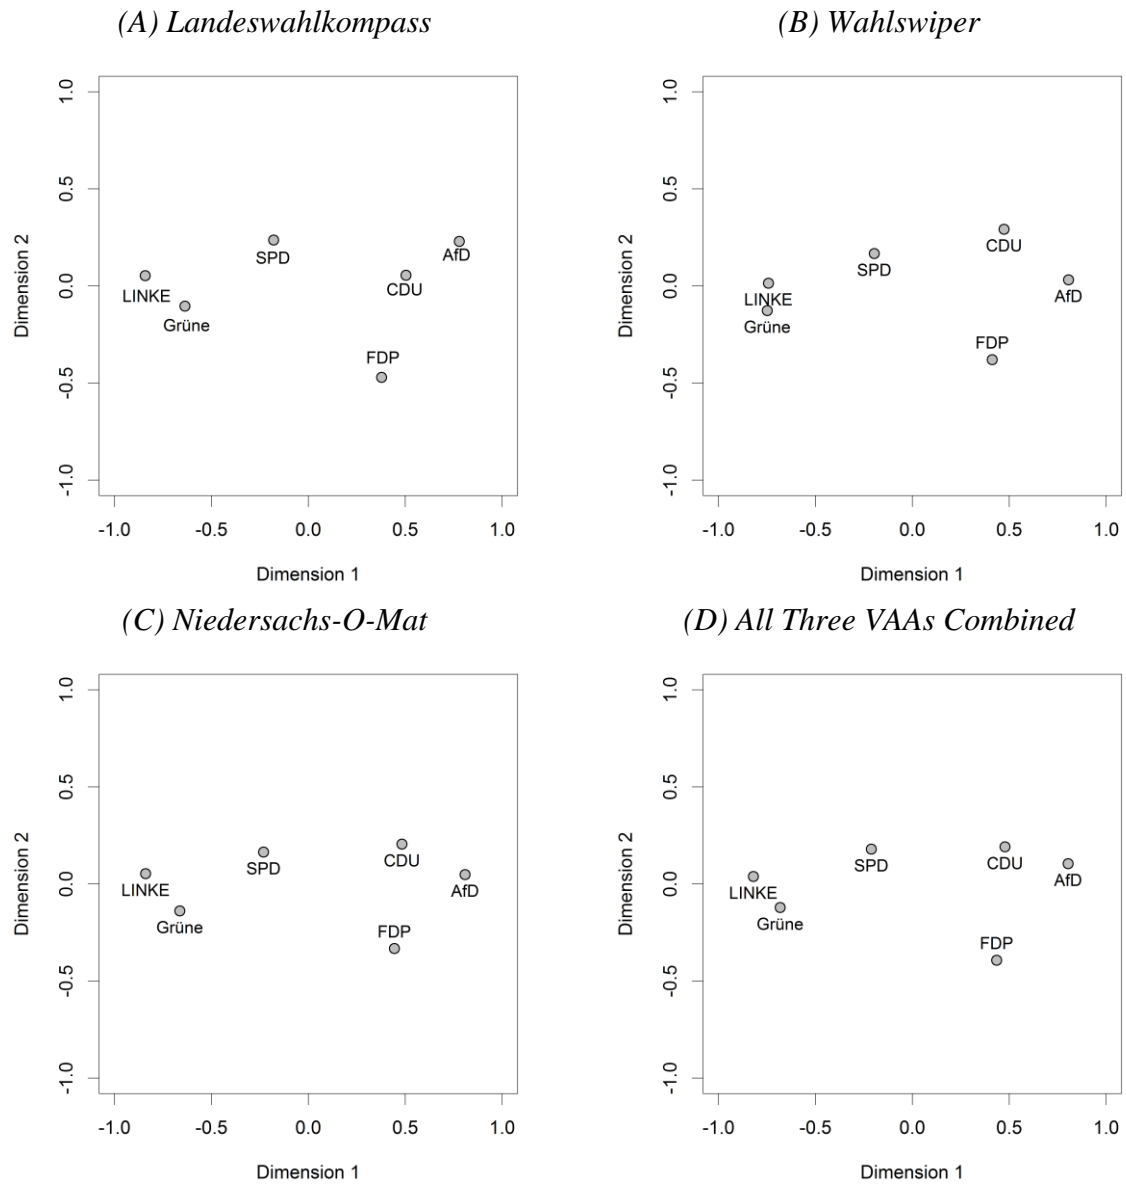 (A) Landeswahlkompass
1.0
0.5
0.0
-0.5
-1.0
Dimension 2
SPD
AfD
LINKE
CDU
Grüne
FDP
-1.0 -0.5 0.0 0.5 1.0
Dimension 1
(B) Wahlswiper
1.0
0.5
0.0
-0.5
-1.0
Dimension 2
CDU
SPD
AfD
LINKE
Grüne
FDP
-1.0 -0.5 0.0 0.5 1.0
Dimension 1
(C) Niedersachs-O-Mat
1.0
0.5
0.0
-0.5
-1.0
Dimension 2
CDU
SPD
LINKE
AfD
Grüne
FDP
-1.0 -0.5 0.0 0.5 1.0
Dimension 1
(D) All Three VAAs Combined
1.0
0.5
0.0
-0.5
-1.0
Dimension 2
SPD
CDU
AfD
LINKE
Grüne
FDP
-1.0 -0.5 0.0 0.5 1.0
Dimension 1